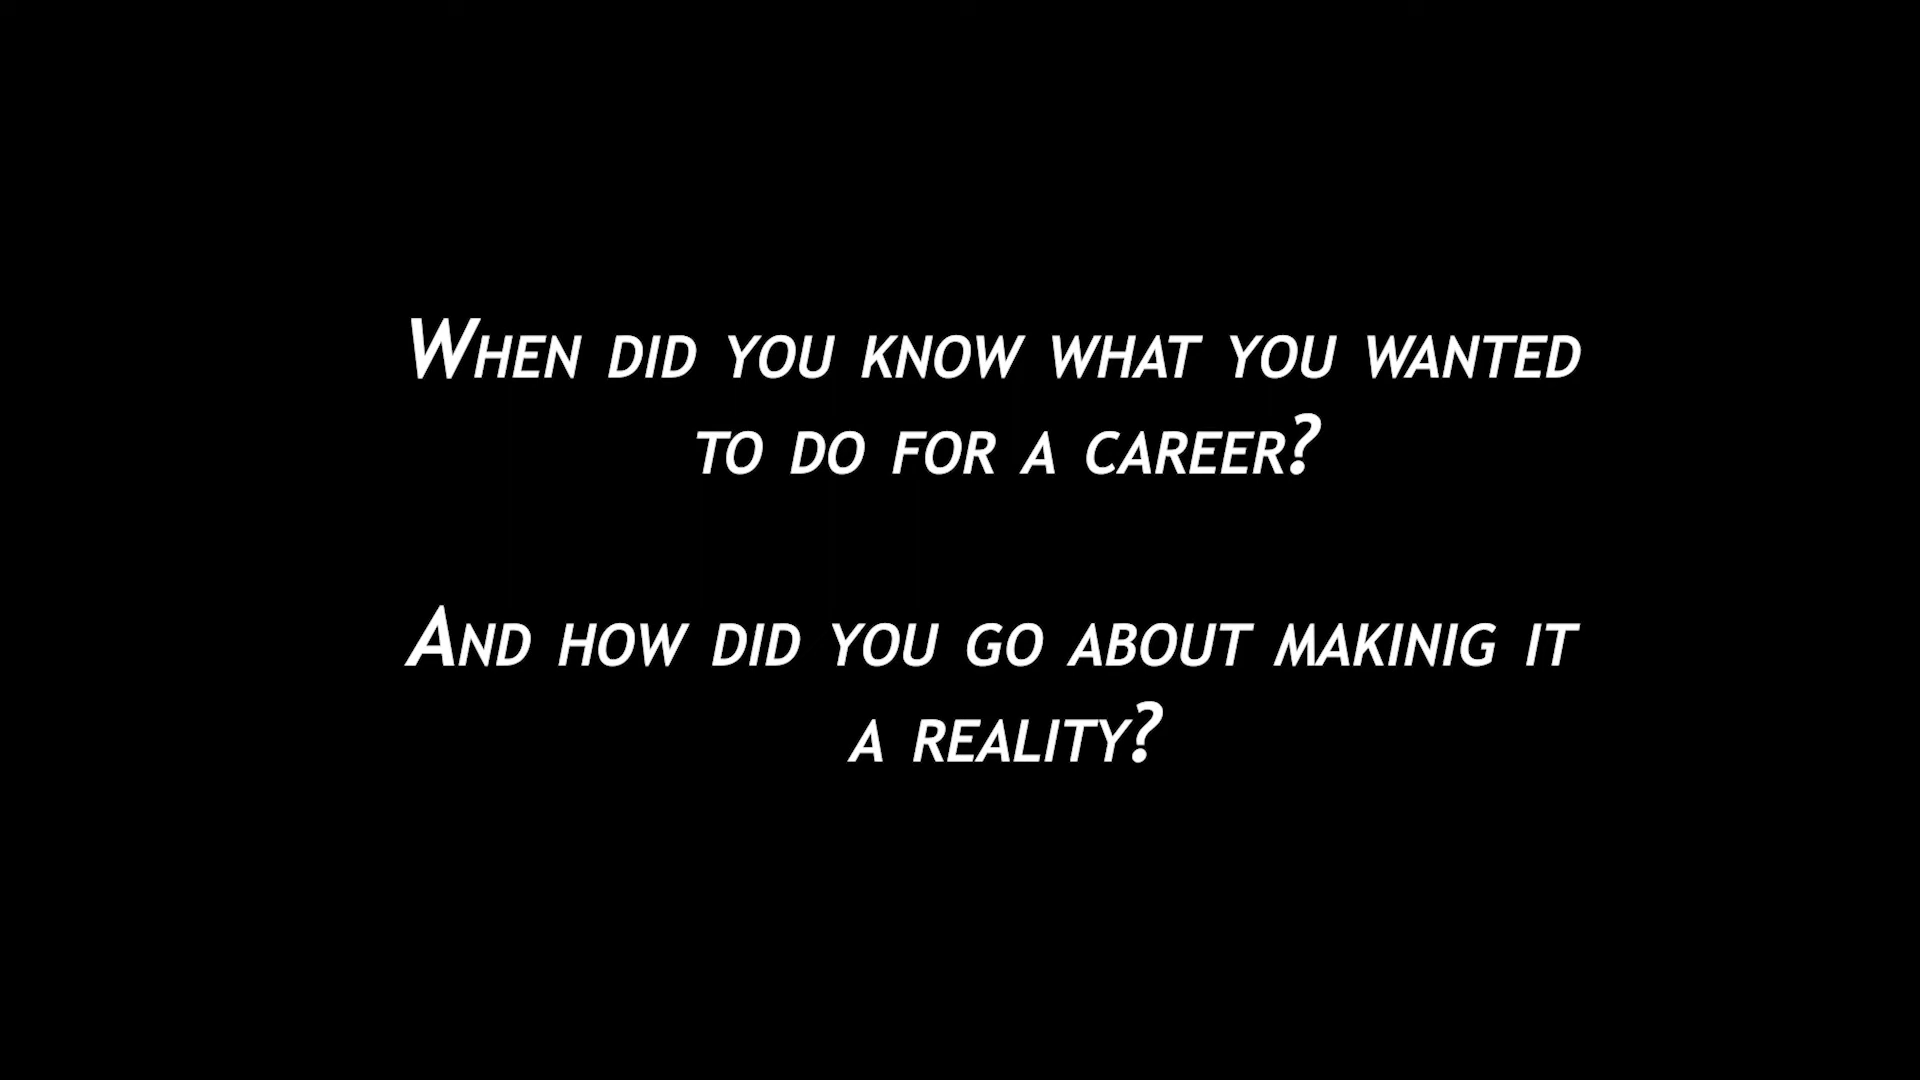 When did you know what you wanted
to do for a career?
And how did you go about makinig it
a reality?